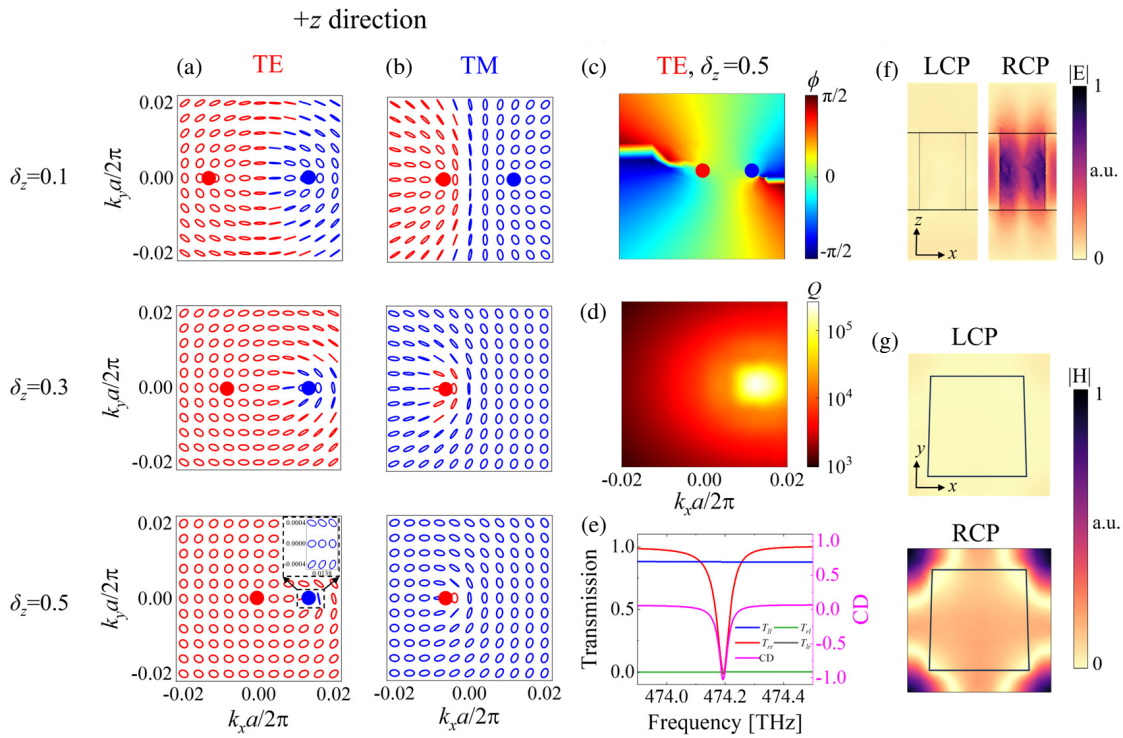 +z direction
(a) TE
(b) TM
(c) TE, δz=0.5
ϕ
π/2
-π/2
δz=0.1
kya/2π
0.02
0.00
-0.02
δz=0.3
kya/2π
0.02
0.00
-0.02
δz=0.5
kya/2π
0.02
0.00
-0.02
0.0004
0.0000
-0.0004
0.0138
-0.02 0.00 0.02
kxa/2π
-0.02 0.00 0.02
kxa/2π
(d)
Q
10^5
10^4
10^3
-0.02 0.00 0.02
kxa/2π
(e)
Transmission
1.0
0.5
0.0
474.0 474.2 474.4
Frequency [THz]
Tll Trl
Trr Tlr
CD
1.0
0.5
0.0
-0.5
-1.0
CD
(f)
LCP RCP
|E|
1
a.u.
0
z
x
(g)
LCP
y
x
RCP
|H|
1
a.u.
0